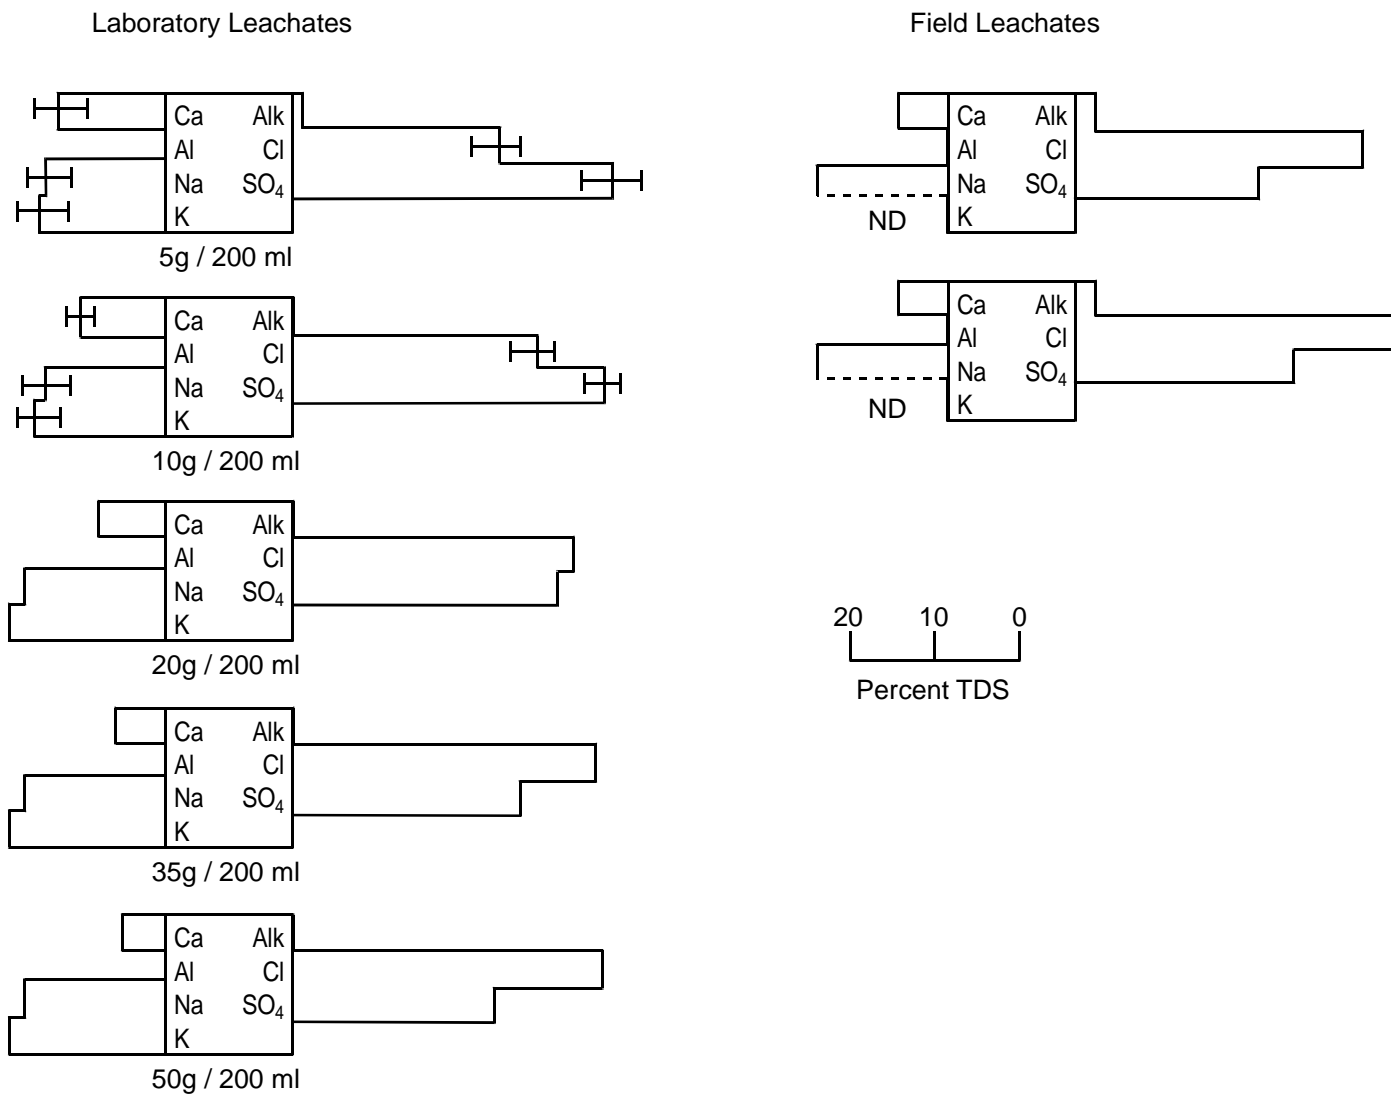 Laboratory Leachates
Ca Alk
Al Cl
Na SO₄
K
5g / 200 ml
Ca Alk
Al Cl
Na SO₄
K
10g / 200 ml
Ca Alk
Al Cl
Na SO₄
K
20g / 200 ml
Ca Alk
Al Cl
Na SO₄
K
35g / 200 ml
Ca Alk
Al Cl
Na SO₄
K
50g / 200 ml
Field Leachates
Ca Alk
Al Cl
Na SO₄
K
ND
Ca Alk
Al Cl
Na SO₄
K
ND
20 10 0
Percent TDS